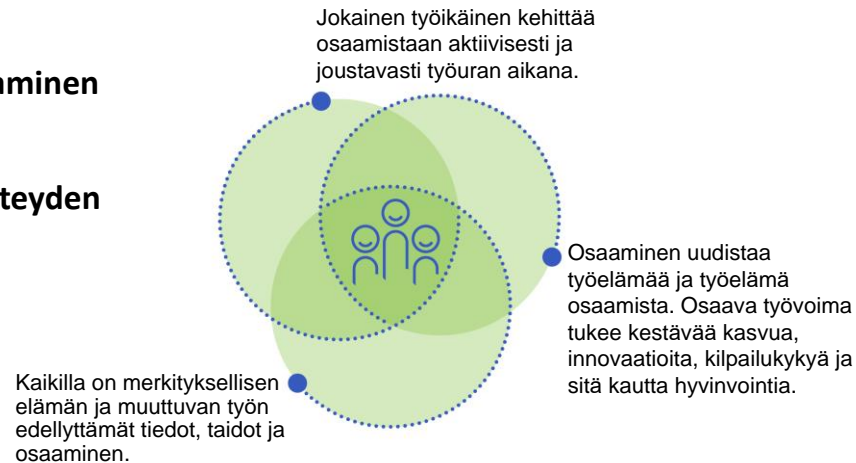 Jokainen työikäinen kehittää
osaamistaan aktiivisesti ja
joustavasti työuran aikana.
Osaaminen uudistaa
työelämää ja työelämä
osaamista. Osaava työvoima
tukee kestävää kasvua,
innovaatioita, kilpailukykyä ja
sitä kautta hyvinvointia.
Kaikilla on merkityksellisen
elämän ja muuttuvan työn
edellyttämät tiedot, taidot ja
osaaminen.